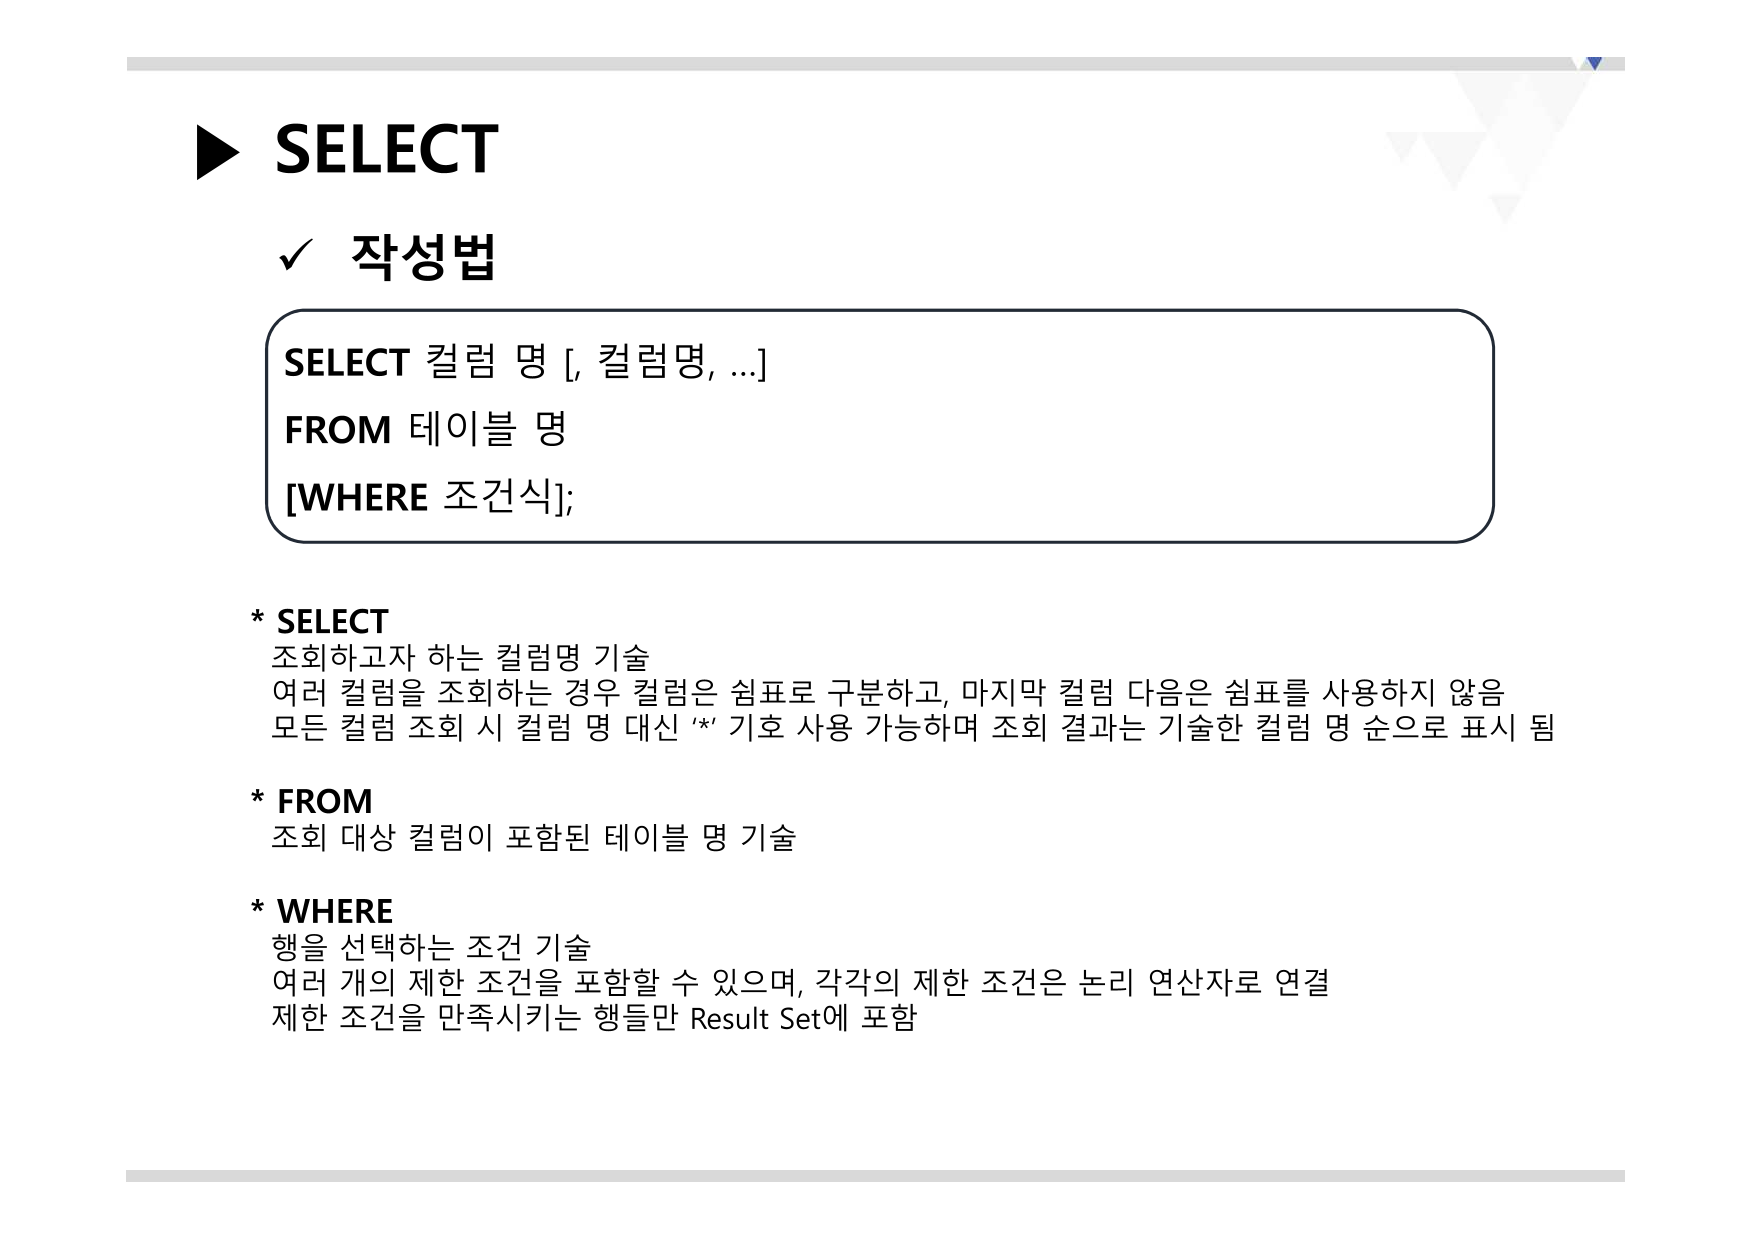 SELECT
✓ 작성법
SELECT 컬럼 명 [, 컬럼명, …]
FROM 테이블 명
[WHERE 조건식];
* SELECT
조회하고자 하는 컬럼명 기술
여러 컬럼을 조회하는 경우 컬럼은 쉼표로 구분하고, 마지막 컬럼 다음은 쉼표를 사용하지 않음
모든 컬럼 조회 시 컬럼 명 대신 ‘*’ 기호 사용 가능하며 조회 결과는 기술한 컬럼 명 순으로 표시 됨
* FROM
조회 대상 컬럼이 포함된 테이블 명 기술
* WHERE
행을 선택하는 조건 기술
여러 개의 제한 조건을 포함할 수 있으며, 각각의 제한 조건은 논리 연산자로 연결
제한 조건을 만족시키는 행들만 Result Set에 포함